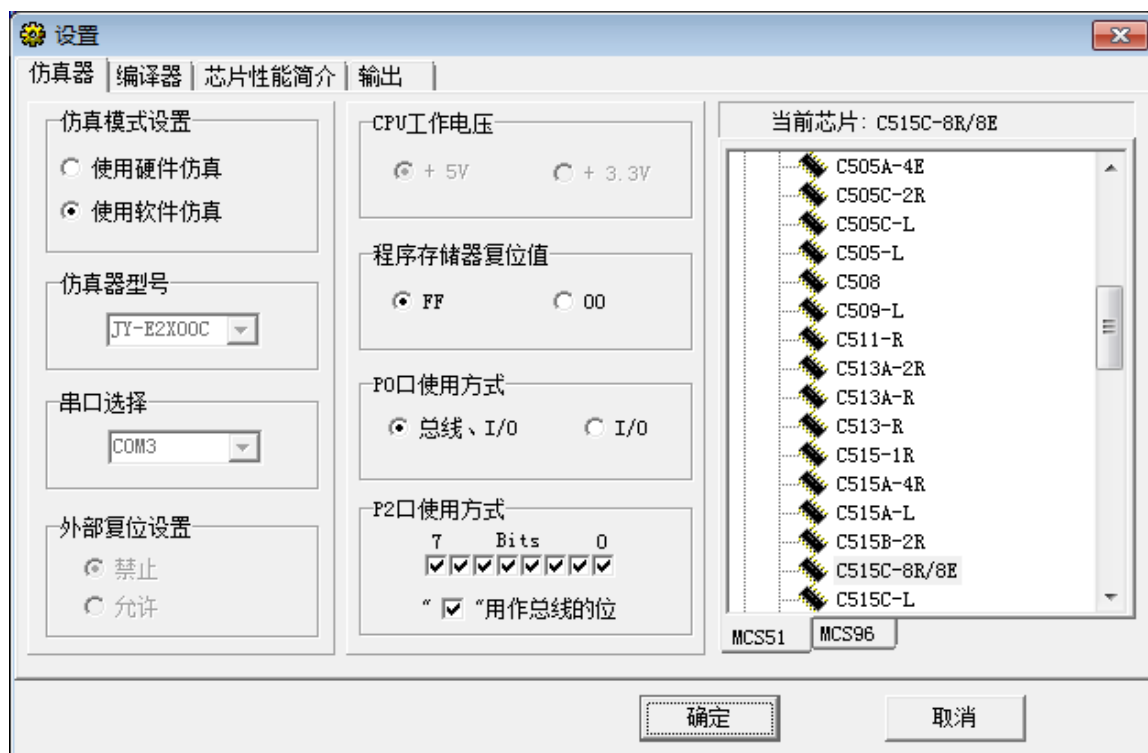 设置
仿真器 编译器 芯片性能简介 输出
仿真模式设置
使用硬件仿真
使用软件仿真
仿真器型号
JY-E2X00C
串口选择
COM3
外部复位设置
禁止
允许
CPU工作电压
+ 5V + 3.3V
程序存储器复位值
FF 00
P0口使用方式
总线、I/O I/O
P2口使用方式
7 Bits 0
“ “用作总线的位
当前芯片: C515C-8R/8E
C505A-4E
C505C-2R
C505C-L
C505-L
C508
C509-L
C511-R
C513A-2R
C513A-R
C513-R
C515-1R
C515A-4R
C515A-L
C515B-2R
C515C-8R/8E
C515C-L
MCS51 MCS96
确定 取消